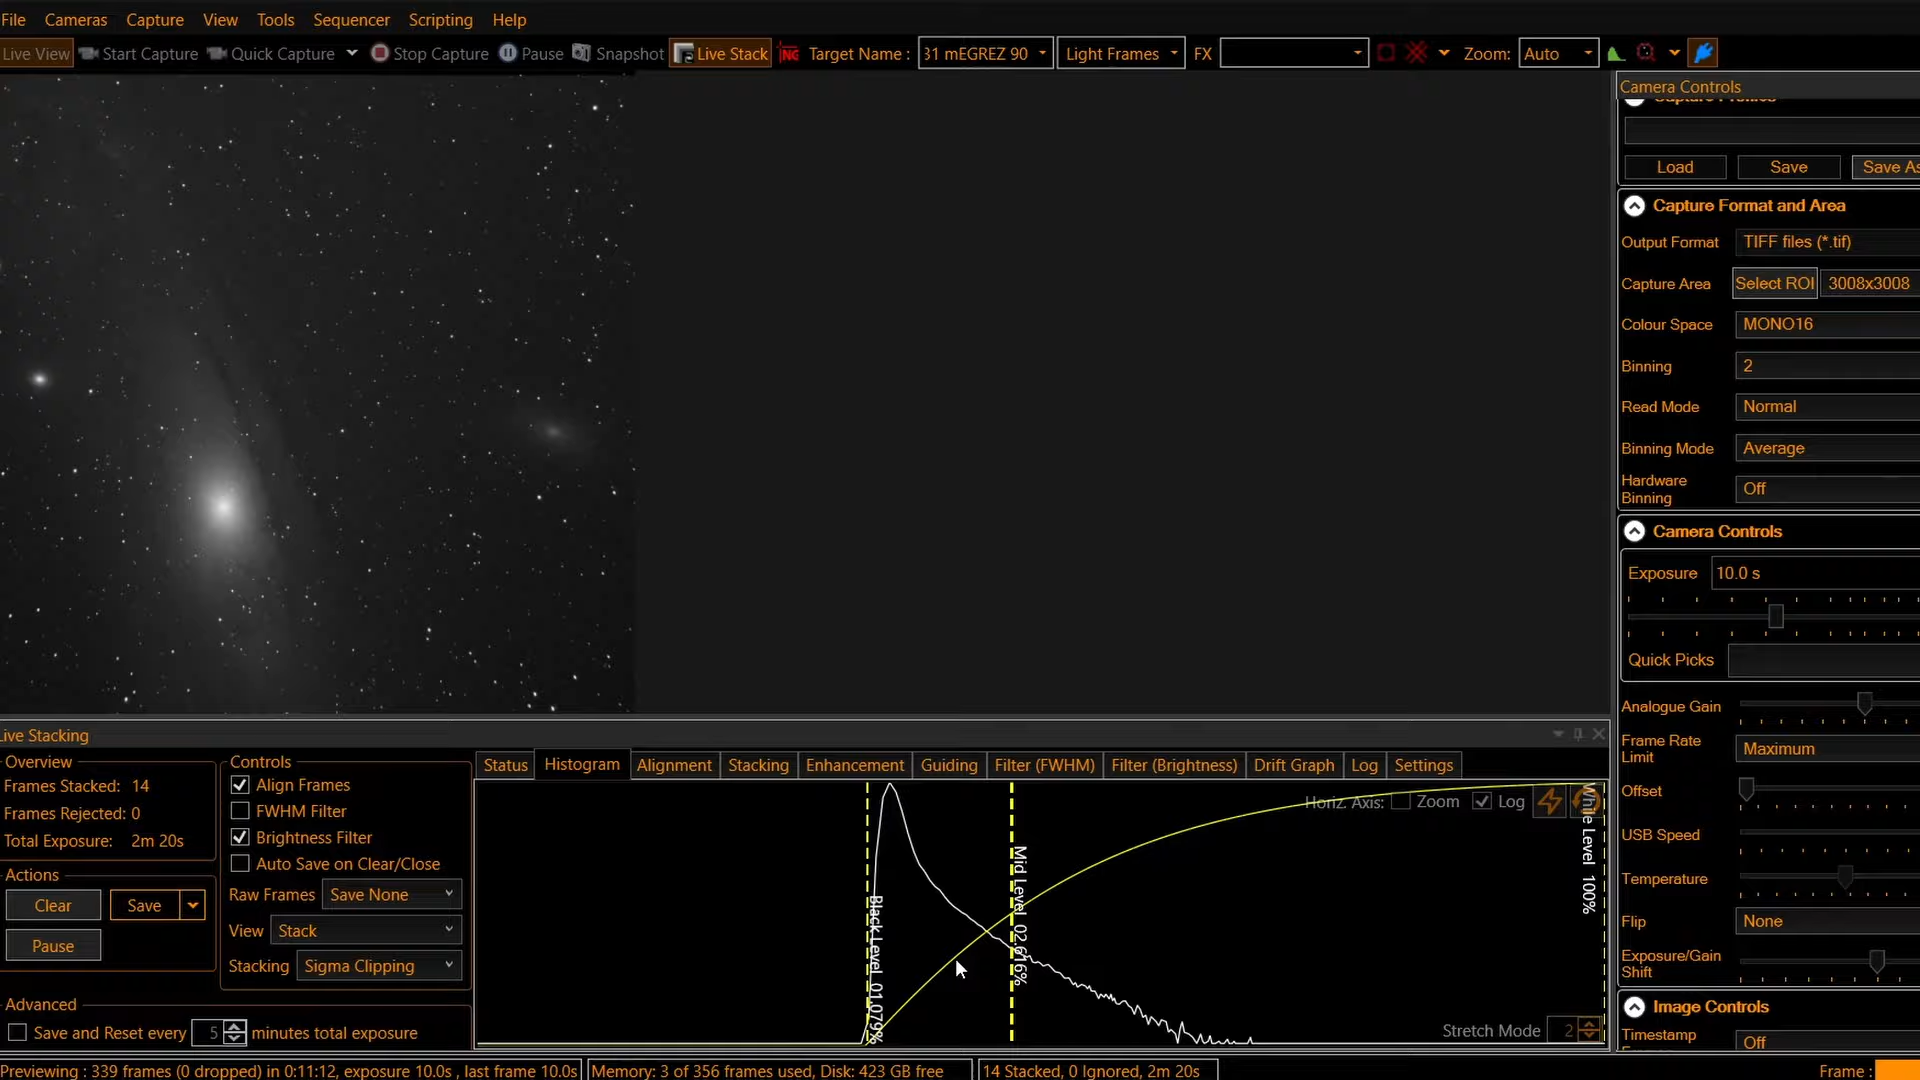 File Cameras Capture View Tools Sequencer Scripting Help
Live View Start Capture Quick Capture Stop Capture Pause Snapshot Live Stack NG Target Name : 31 mEGREZ 90 Light Frames FX Zoom: Auto
Camera Controls
Capture Profiles
Load Save Save As
Capture Format and Area
Output Format TIFF files (*.tif)
Capture Area Select ROI 3008x3008
Colour Space MONO16
Binning 2
Read Mode Normal
Binning Mode Average
Hardware Binning Off
Camera Controls
Exposure 10.0 s
Quick Picks
Analogue Gain
Frame Rate Limit Maximum
Offset
USB Speed
Temperature
Flip None
Exposure/Gain Shift
Image Controls
Timestamp Off
Live Stacking
Overview
Frames Stacked: 14
Frames Rejected: 0
Total Exposure: 2m 20s
Actions
Clear Save
Pause
Controls
Align Frames
FWHM Filter
Brightness Filter
Auto Save on Clear/Close
Raw Frames Save None
View Stack
Stacking Sigma Clipping
Advanced
Save and Reset every 5 minutes total exposure
Status Histogram Alignment Stacking Enhancement Guiding Filter (FWHM) Filter (Brightness) Drift Graph Log Settings
Horiz. Axis: Zoom Log
Black Level 01.079%
Mid Level 02.616%
While Level 100%
Stretch Mode 2
Previewing : 339 frames (0 dropped) in 0:11:12, exposure 10.0s , last frame 10.0s Memory: 3 of 356 frames used, Disk: 423 GB free 14 Stacked, 0 Ignored, 2m 20s Frame :